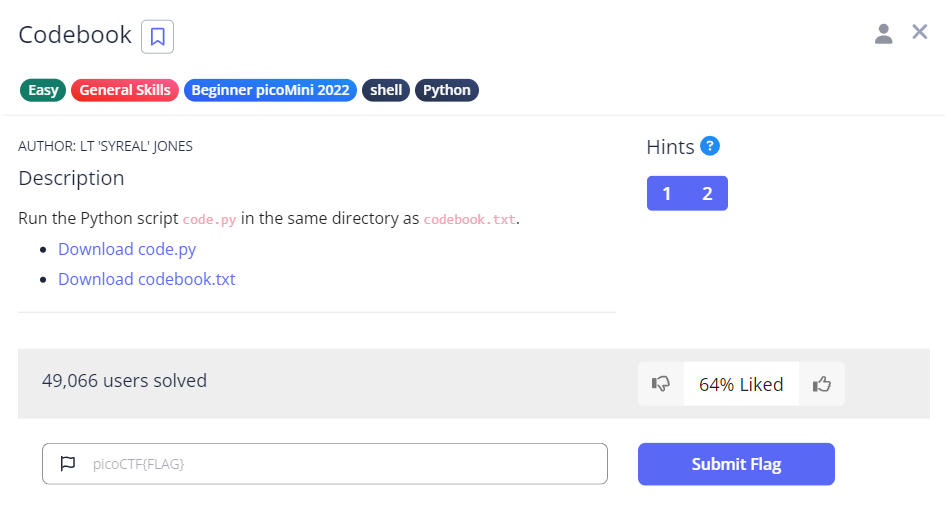 Codebook
Easy General Skills Beginner picoMini 2022 shell Python
AUTHOR: LT 'SYREAL' JONES
Description
Run the Python script code.py in the same directory as codebook.txt.
Download code.py
Download codebook.txt
Hints ?
1 2
49,066 users solved
64% Liked
picoCTF{FLAG}
Submit Flag